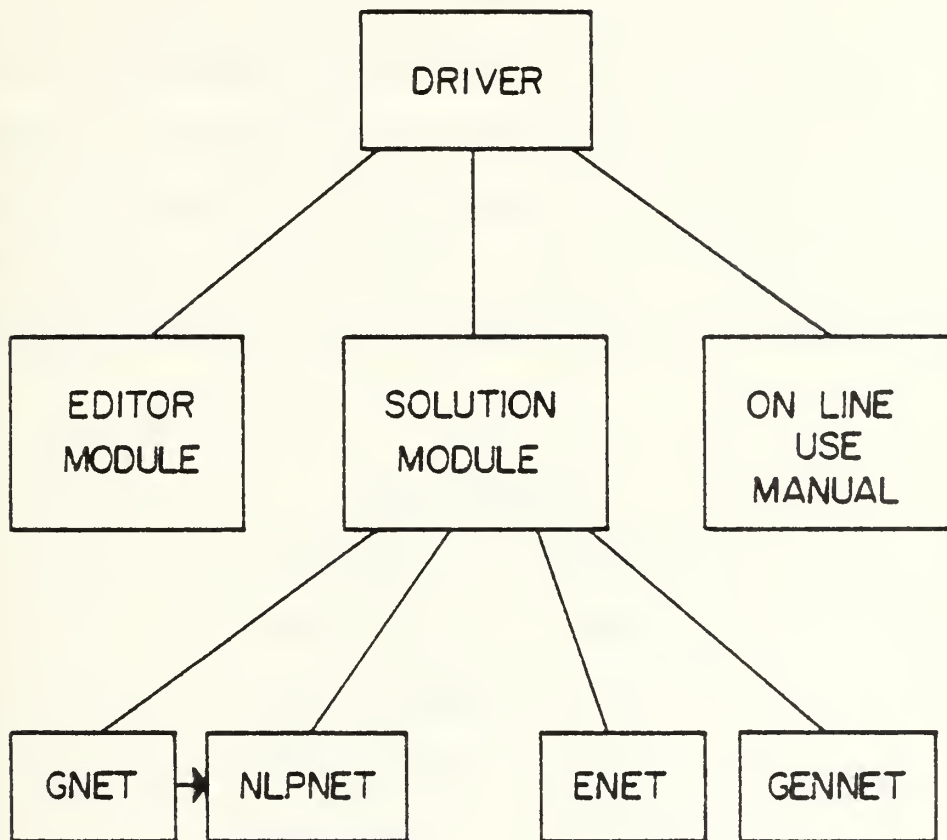 DRIVER
EDITOR
MODULE
SOLUTION
MODULE
ON LINE
USE
MANUAL
GNET
NLPNET
ENET
GENNET